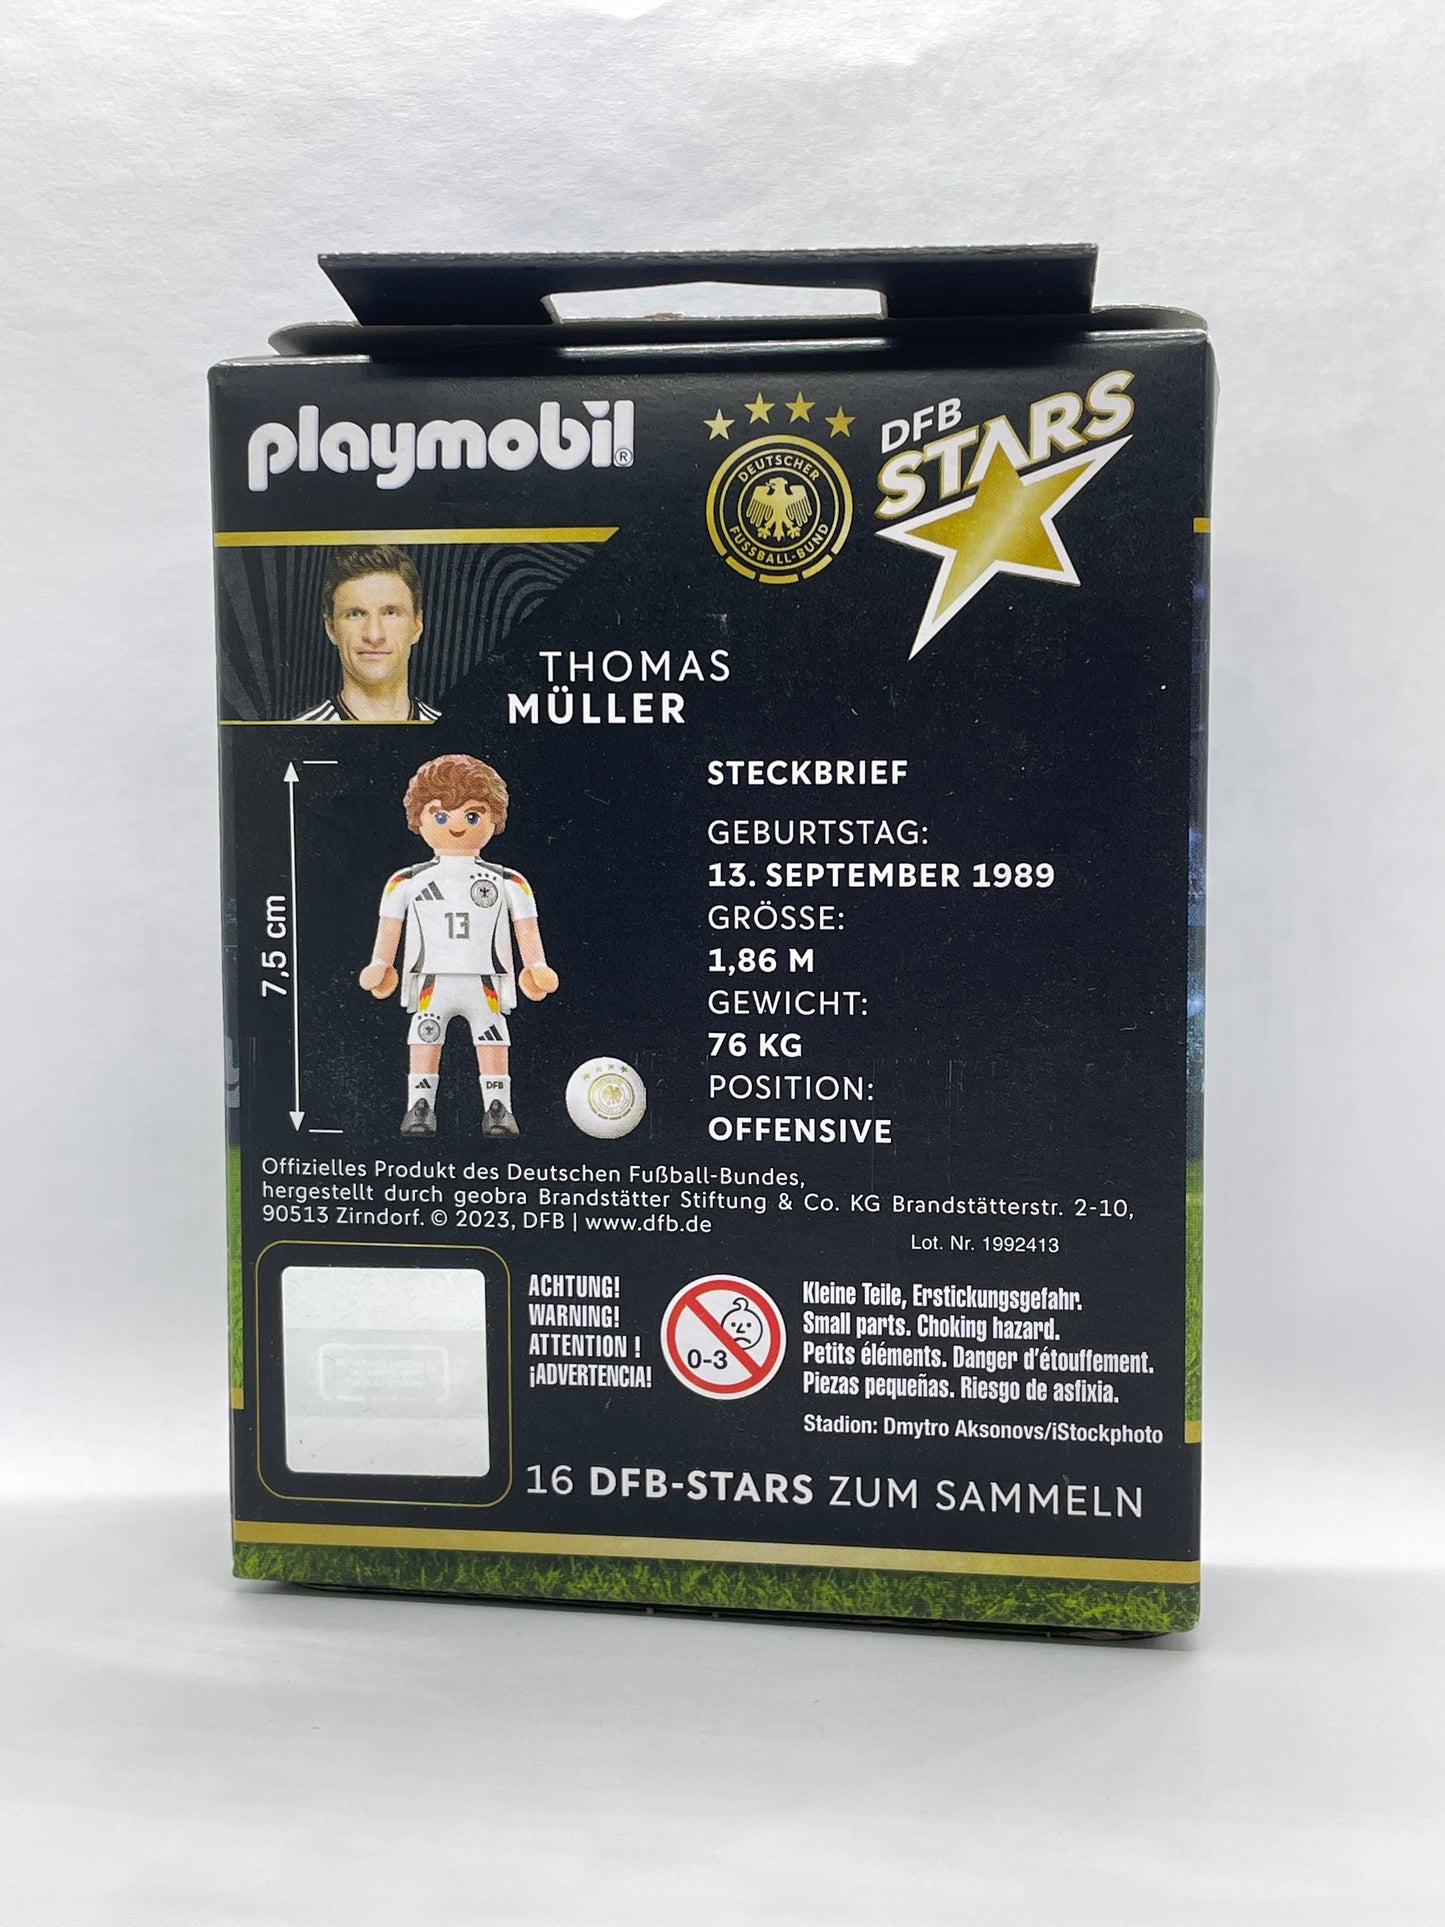 playmobil®
DEUTSCHER
FUSSBALL-BUND
DFB
STARS
THOMAS
MÜLLER
STECKBRIEF
GEBURTSTAG:
13. SEPTEMBER 1989
GRÖSSE:
1,86 M
GEWICHT:
76 KG
POSITION:
OFFENSIVE
7,5 cm
13
DFB
Offizielles Produkt des Deutschen Fußball-Bundes,
hergestellt durch geobra Brandstätter Stiftung & Co. KG Brandstätterstr. 2-10,
90513 Zirndorf. © 2023, DFB | www.dfb.de
Lot. Nr. 1992413
ACHTUNG!
WARNING!
ATTENTION !
¡ADVERTENCIA!
0-3
Kleine Teile, Erstickungsgefahr.
Small parts. Choking hazard.
Petits éléments. Danger d'étouffement.
Piezas pequeñas. Riesgo de asfixia.
Stadion: Dmytro Aksonovs/iStockphoto
16 DFB-STARS ZUM SAMMELN